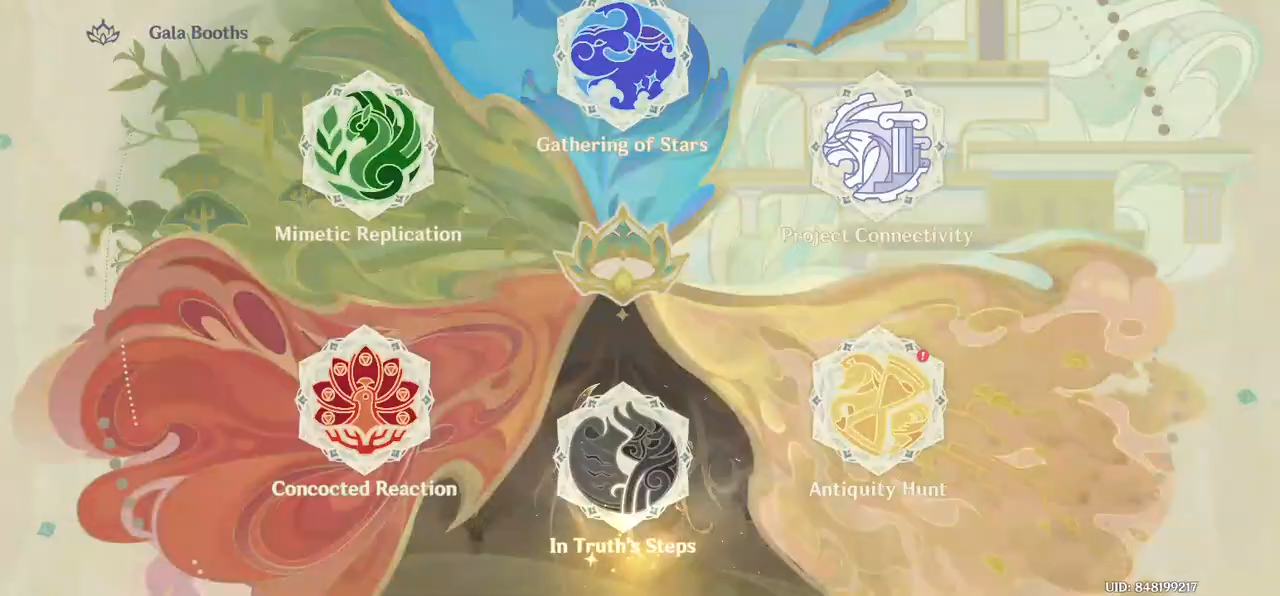 Gala Booths
Gathering of Stars
Mimetic Replication
Project Connectivity
Concocted Reaction
Antiquity Hunt
In Truth's Steps
UID: 848199217